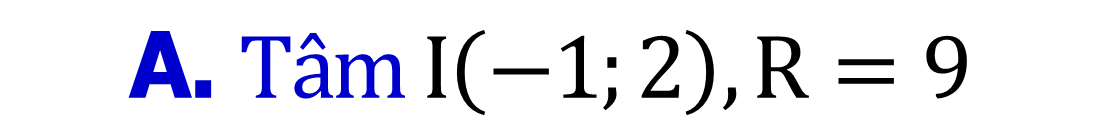 A. Tâm I(−1; 2), R = 9